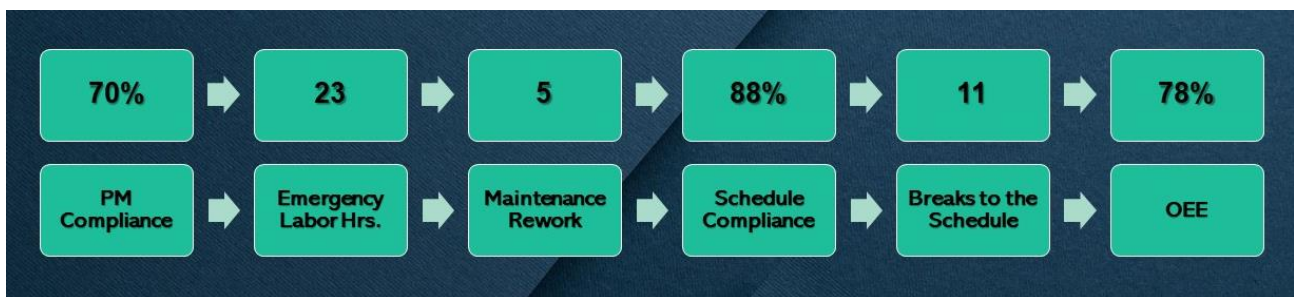 70%
23
5
88%
11
78%
PM
Compliance
Emergency
Labor Hrs.
Maintenance
Rework
Schedule
Compliance
Breaks to the
Schedule
OEE